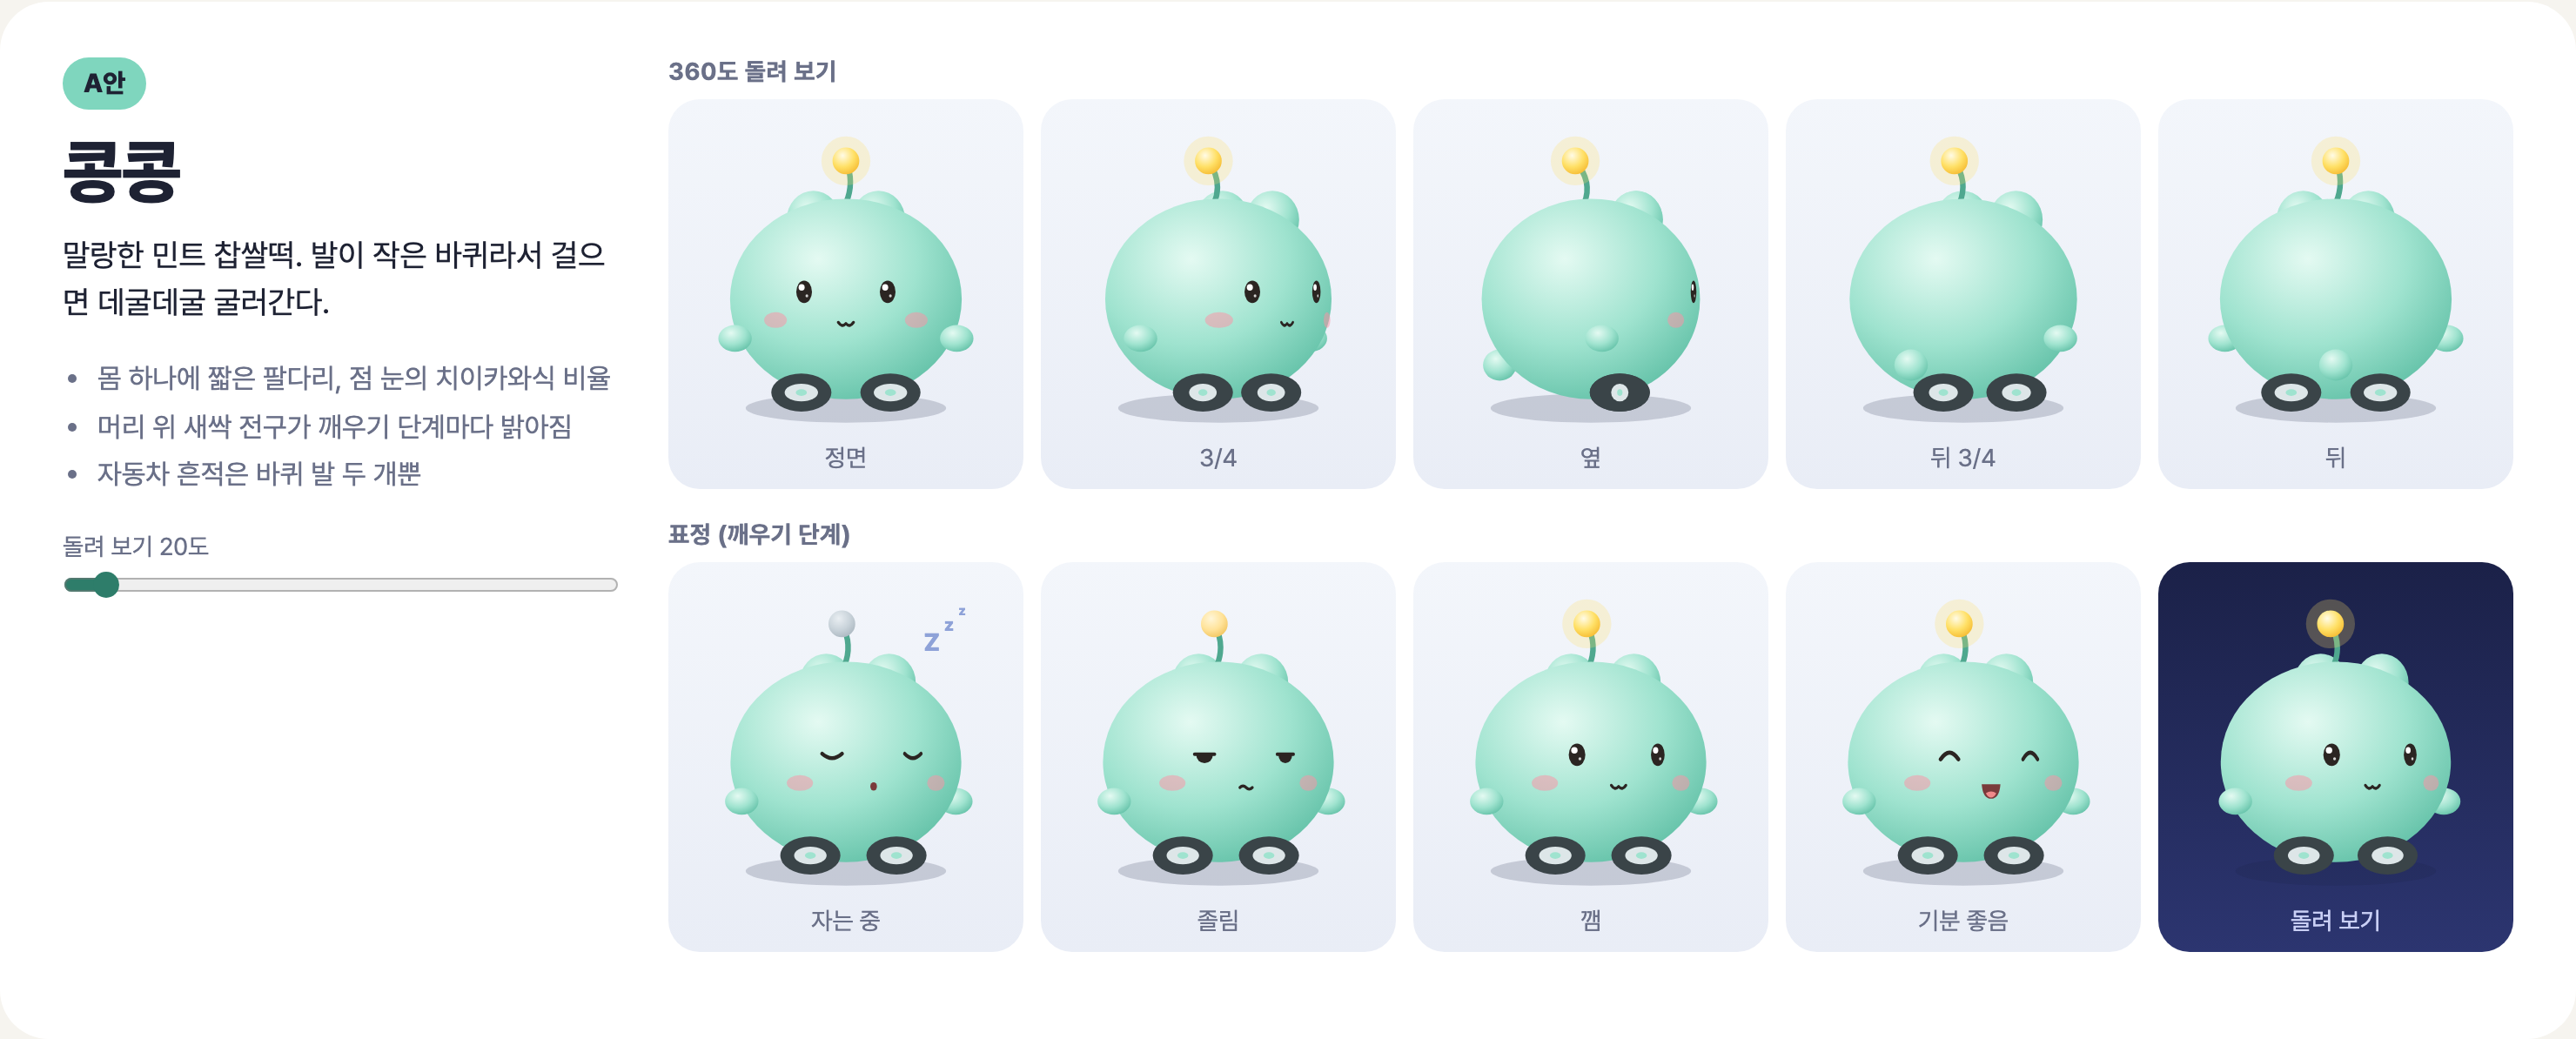 A안
콩콩
말랑한 민트 찹쌀떡. 발이 작은 바퀴라서 걸으
면 데굴데굴 굴러간다.
• 몸 하나에 짧은 팔다리, 점 눈의 치이카와식 비율
• 머리 위 새싹 전구가 깨우기 단계마다 밝아짐
• 자동차 흔적은 바퀴 발 두 개뿐
돌려 보기 20도
360도 돌려 보기
정면
3/4
옆
뒤 3/4
뒤
표정 (깨우기 단계)
z z z
자는 중
졸림
깸
기분 좋음
돌려 보기